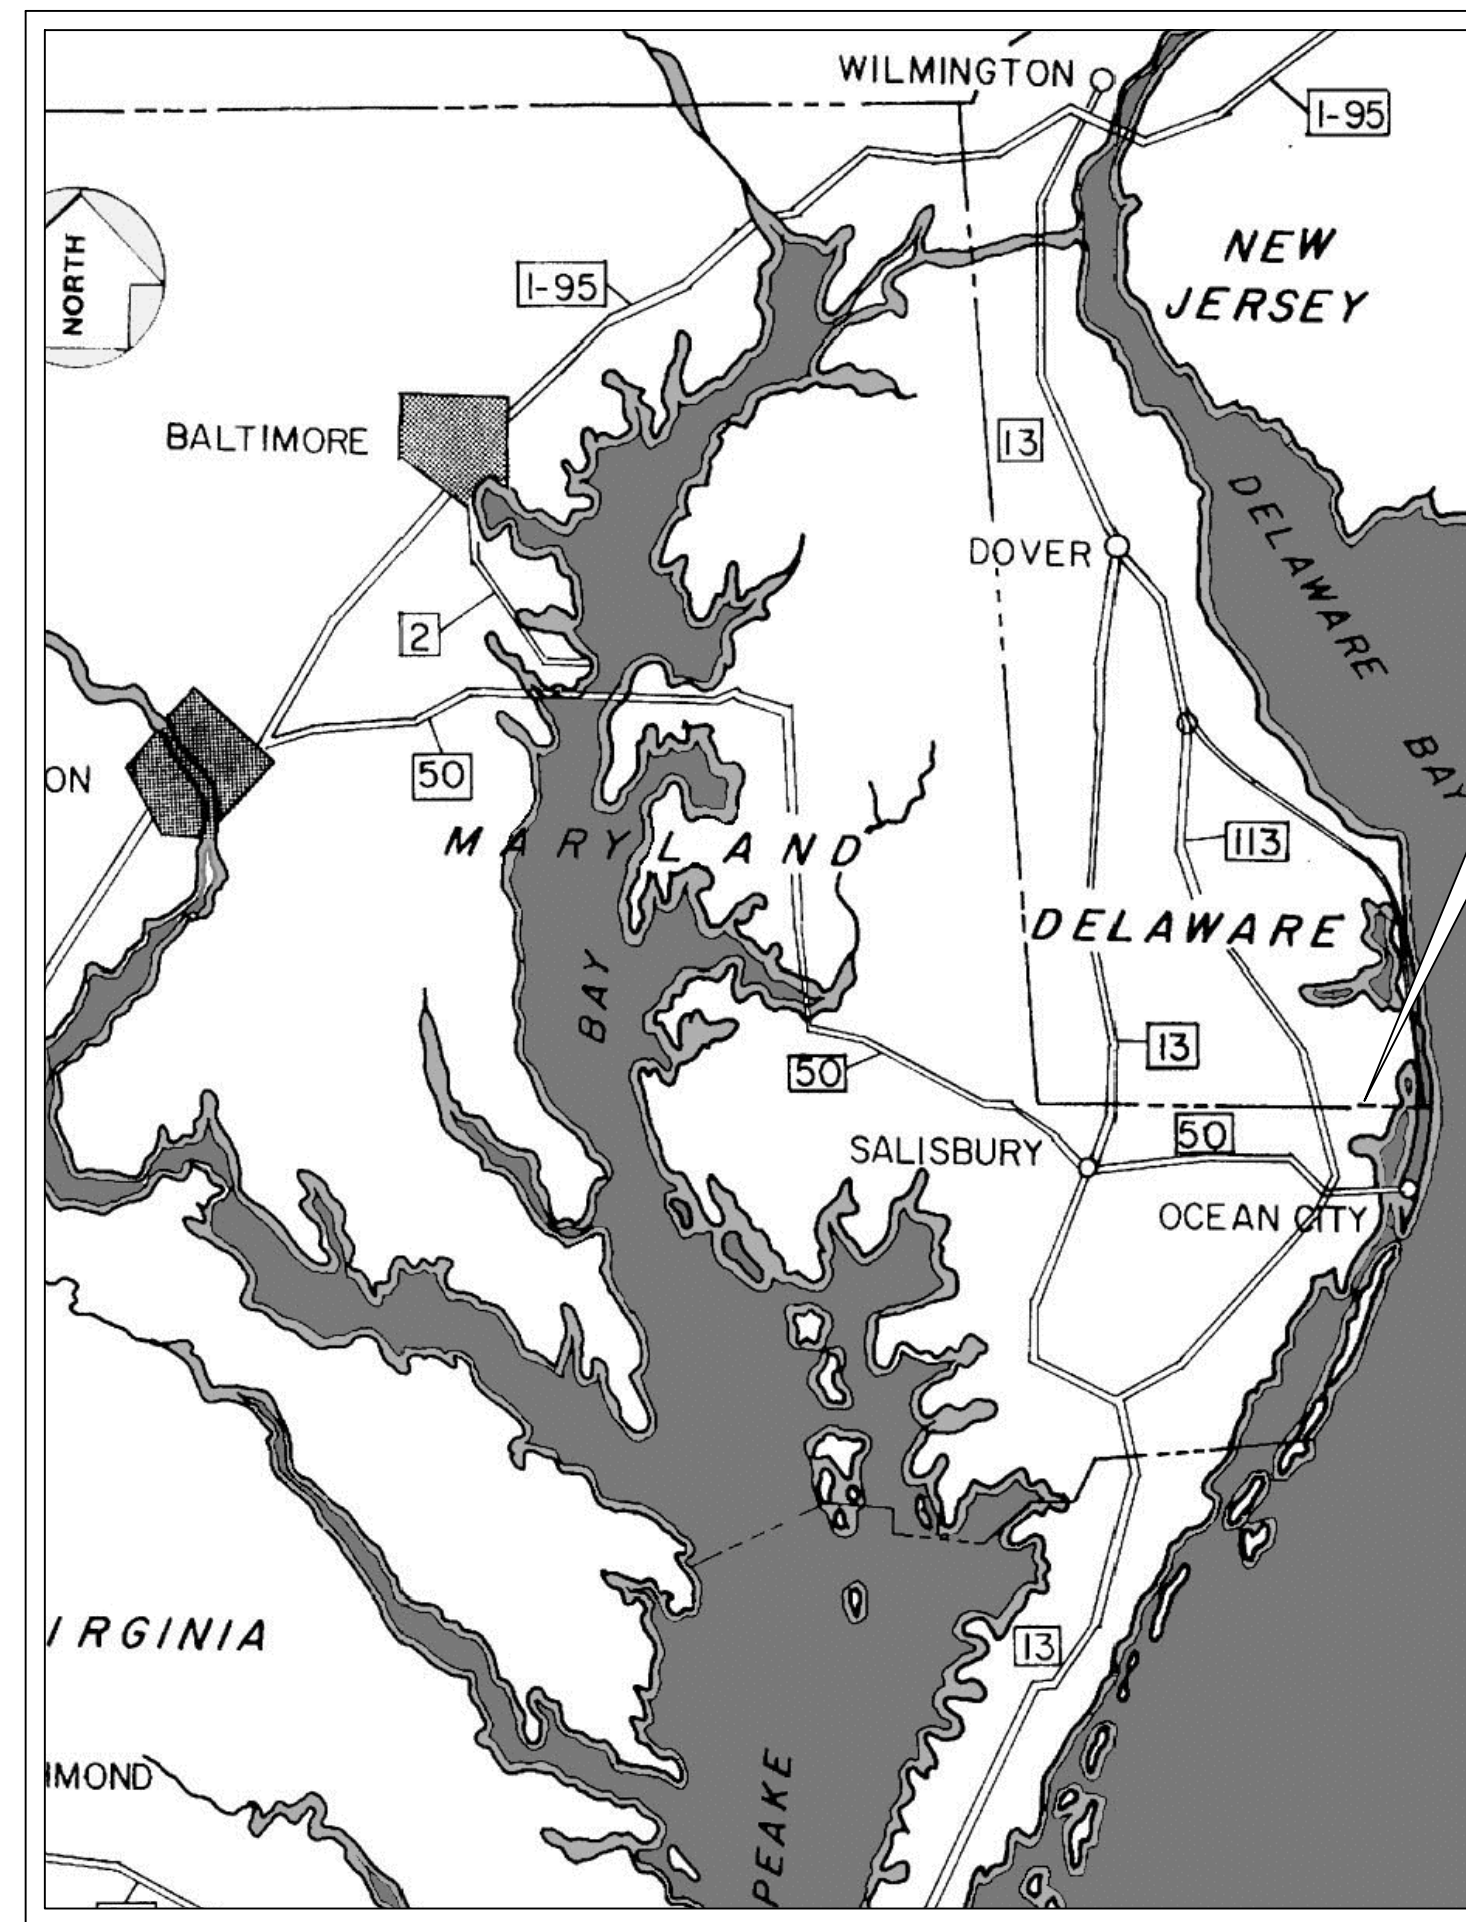 WILMINGTON
I-95
NORTH
NEW
JERSEY
I-95
BALTIMORE
13
DELAWARE
BAY
DOVER
2
50
ON
MARYLAND
113
DELAWARE
BAY
13
50
50
SALISBURY
OCEAN CITY
IRGINIA
13
MOND
PEAKE